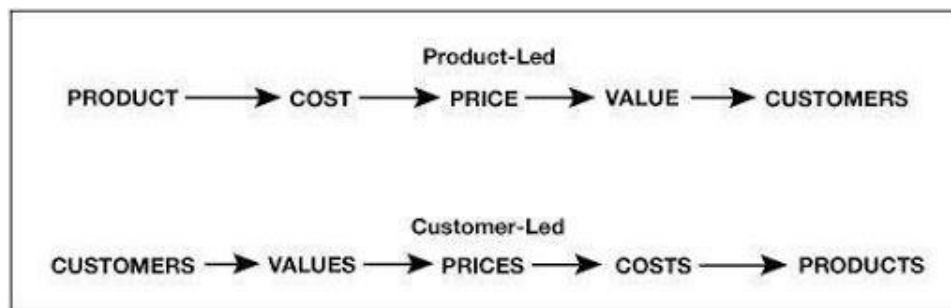 Product-Led
PRODUCT COST PRICE VALUE CUSTOMERS
Customer-Led
CUSTOMERS VALUES PRICES COSTS PRODUCTS